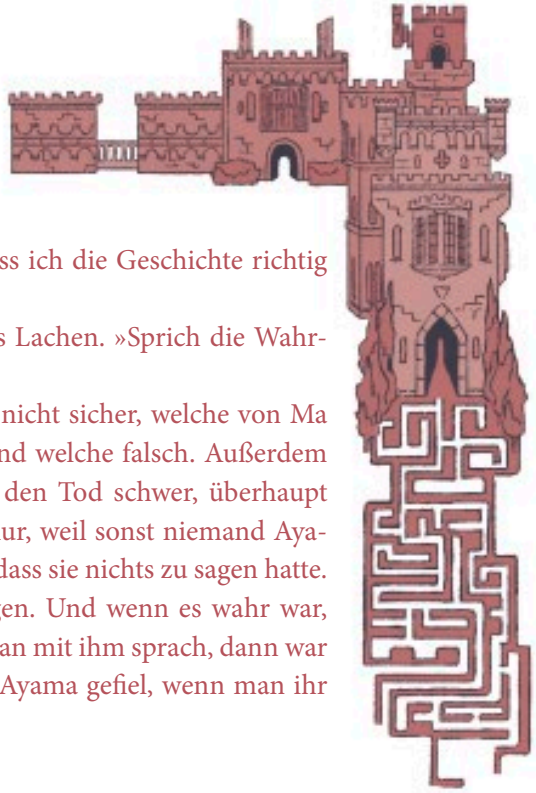 ss ich die Geschichte richtig
s Lachen. »Sprich die Wahr-
nicht sicher, welche von Ma
nd welche falsch. Außerdem
den Tod schwer, überhaupt
ur, weil sonst niemand Aya-
dass sie nichts zu sagen hatte.
gen. Und wenn es wahr war,
an mit ihm sprach, dann war
Ayama gefiel, wenn man ihr